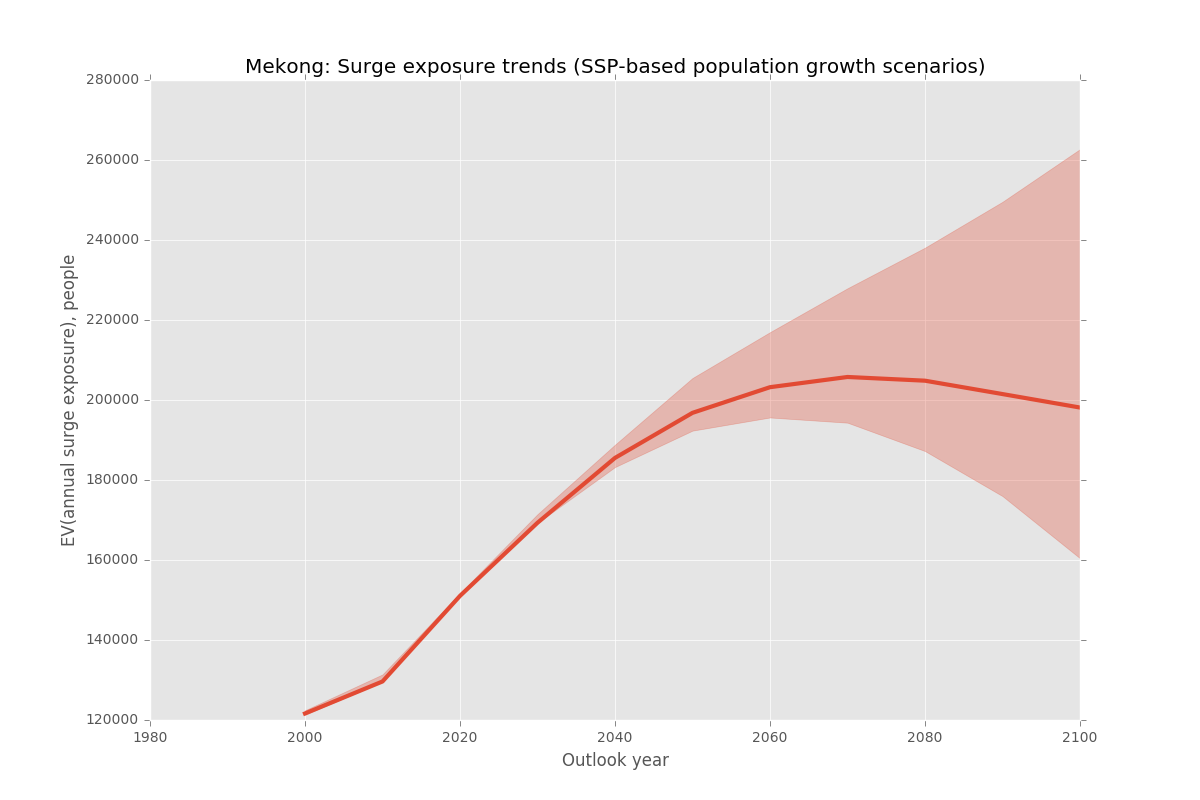 Mekong: Surge exposure trends (SSP-based population growth scenarios)
280000
260000
240000
220000
200000
180000
160000
140000
120000
EV(annual surge exposure), people
1980 2000 2020 2040 2060 2080 2100
Outlook year